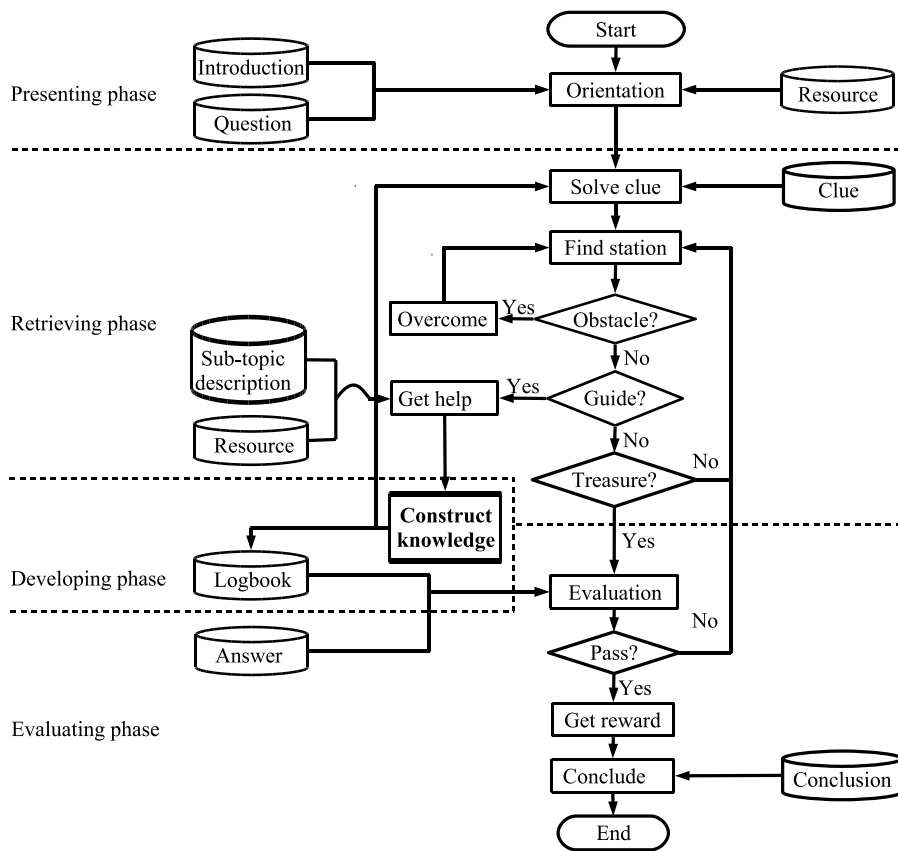 Start
Introduction
Presenting phase
Orientation
Resource
Question
Solve clue
Clue
Find station
Retrieving phase
Overcome
Yes
Obstacle?
No
Sub-topic
description
Get help
Yes
Guide?
Resource
No
Treasure?
No
Construct
knowledge
Yes
Developing phase
Logbook
Evaluation
No
Answer
Pass?
Yes
Evaluating phase
Get reward
Conclude
Conclusion
End